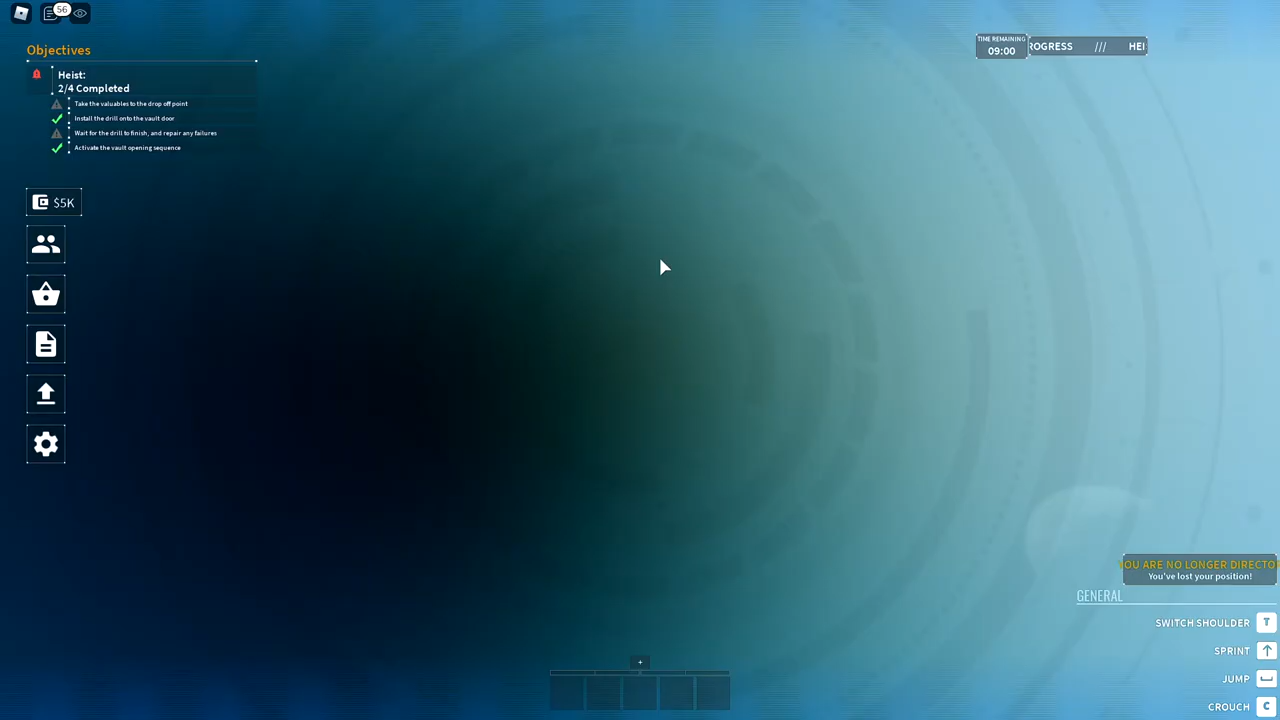 56
Objectives
Heist:
2/4 Completed
Take the valuables to the drop off point
Install the drill onto the vault door
Wait for the drill to finish, and repair any failures
Activate the vault opening sequence
$5K
TIME REMAINING
09:00
ROGRESS /// HEI
YOU ARE NO LONGER DIRECTO
You've lost your position!
GENERAL
SWITCH SHOULDER T
SPRINT
JUMP
CROUCH C
+